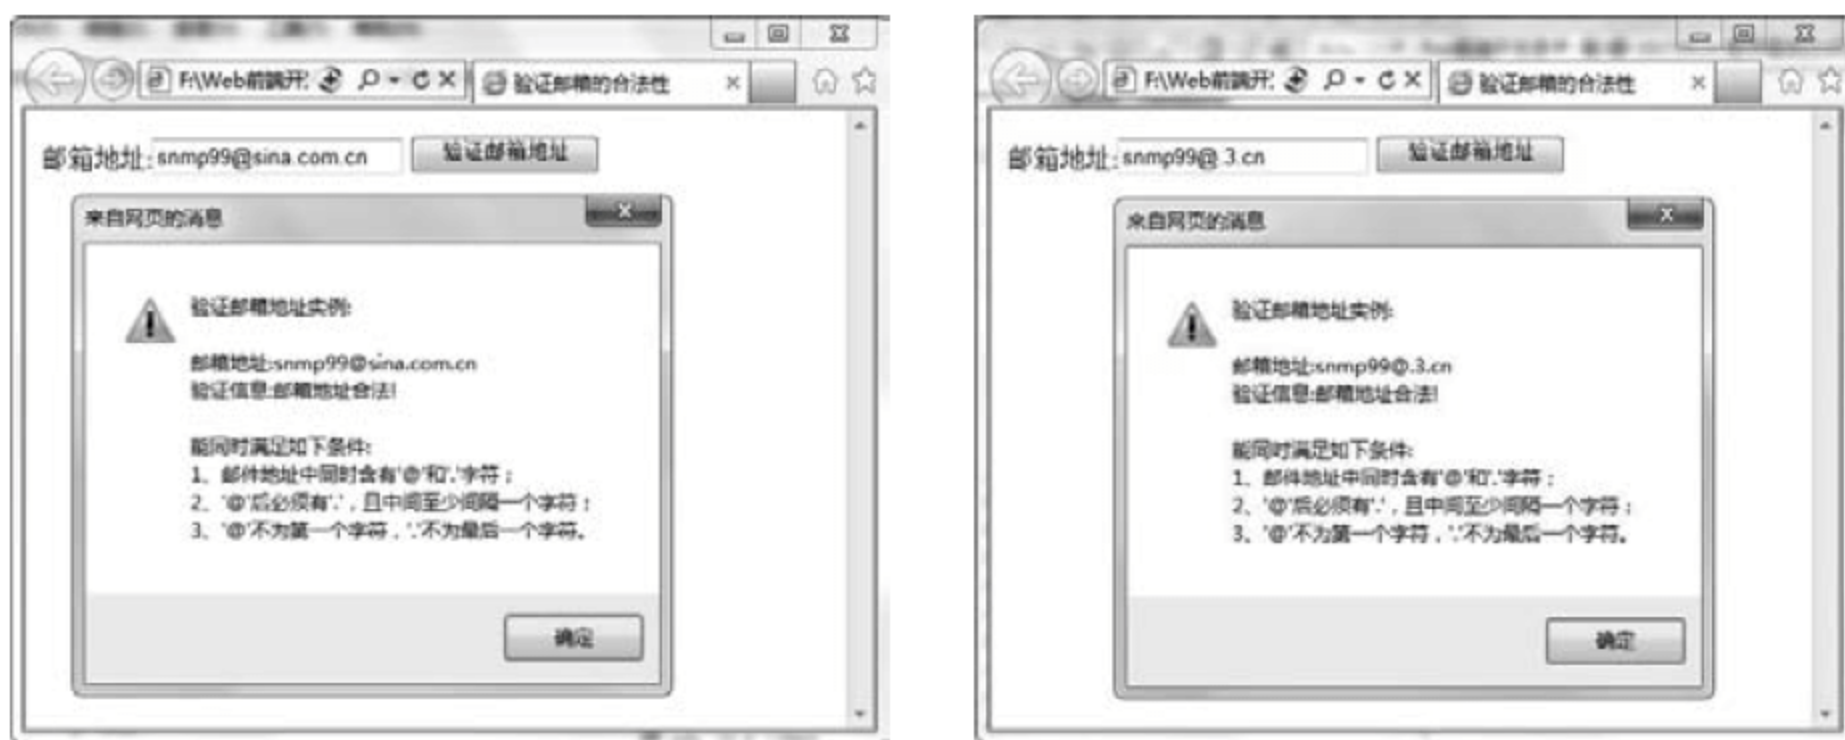 F:\Web前端开;
验证邮箱的合法性
邮箱地址:snmp99@sina.com.cn
验证邮箱地址
来自网页的消息
验证邮箱地址实例:
邮箱地址:snmp99@sina.com.cn
验证信息:邮箱地址合法!
能同时满足如下条件:
1、邮件地址中同时含有'@'和'.'字符;
2、'@'后必须有'.',且中间至少间隔一个字符;
3、'@'不为第一个字符,'.'不为最后一个字符。
确定
F:\Web前端开;
验证邮箱的合法性
邮箱地址:snmp99@.3.cn
验证邮箱地址
来自网页的消息
验证邮箱地址实例:
邮箱地址:snmp99@.3.cn
验证信息:邮箱地址合法!
能同时满足如下条件:
1、邮件地址中同时含有'@'和'.'字符;
2、'@'后必须有'.',且中间至少间隔一个字符;
3、'@'不为第一个字符,'.'不为最后一个字符。
确定